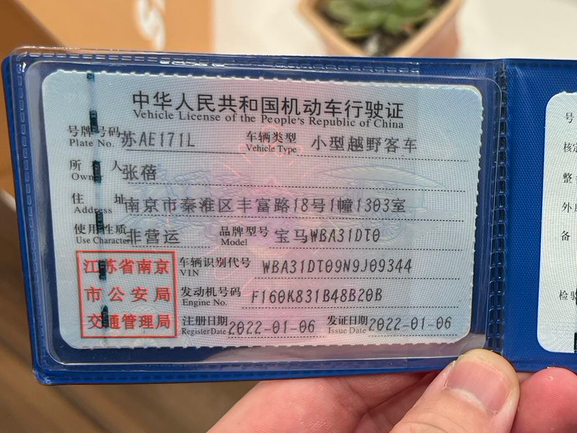 中华人民共和国机动车行驶证
Vehicle License of the People's Republic of China
号牌号码 苏AE171L 车辆类型 小型越野客车
Plate No. Vehicle Type
所有人 张蓓
Owner
住址 南京市秦淮区丰富路18号1幢1303室
Address
使用性质 非营运 品牌型号 宝马WBA31DT0
Use Character Model
江苏省南京 车辆识别代号 WBA31DT09N9J09344
VIN
市公安局 发动机号码 F160K831B48B20B
Engine No.
交通管理局 注册日期 2022-01-06 发证日期 2022-01-06
Register Date Issue Date
号
核定
整
外
备